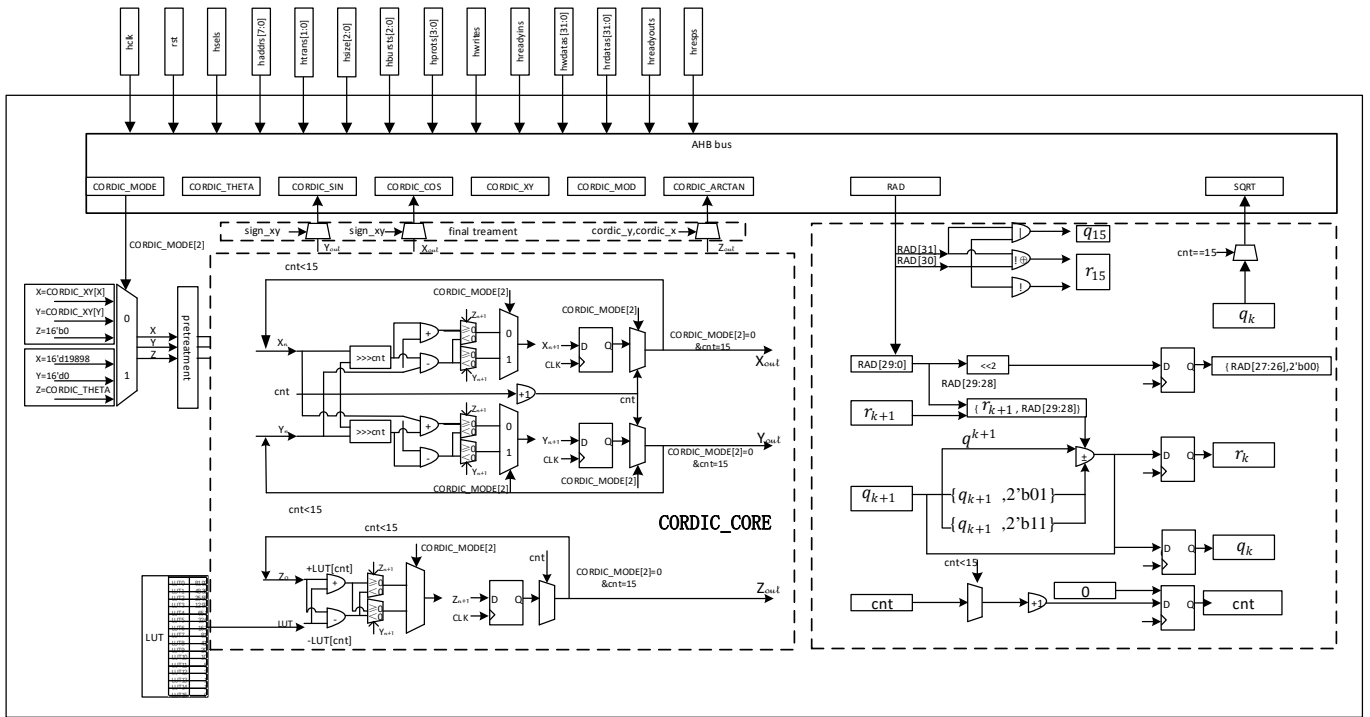 hclk
rst
hsels
haddrs[7:0]
htrans[1:0]
hsize[2:0]
hbursts[2:0]
hprots[3:0]
hwrites
hreadyins
hwdatas[31:0]
hrdatas[31:0]
hreadyouts
hresps
AHB bus
CORDIC_MODE
CORDIC_THETA
CORDIC_SIN
CORDIC_COS
CORDIC_XY
CORDIC_MOD
CORDIC_ARCTAN
RAD
SQRT
sign_xy
sign_xy
final treament
cordic_y,cordic_x
Yout
Xout
Zout
CORDIC_MODE[2]
X=CORDIC_XY[X]
Y=CORDIC_XY[Y]
Z=16'b0
X=16'd19898
Y=16'd0
Z=CORDIC_THETA
0
1
X
Y
Z
pretreatment
cnt<15
CORDIC_MODE[2]
CORDIC_MODE[2]
Xn
>>>cnt
+
-
Zn+1
≥0
<0
≥0
<0
Yn+1
0
1
Xn+1
CLK
D
Q
CORDIC_MODE[2]=0
&cnt=15
Xout
cnt
+1
cnt
Yn
>>>cnt
+
-
Zn+1
Yn+1
0
1
Yn+1
CLK
D
Q
CORDIC_MODE[2]=0
&cnt=15
Yout
CORDIC_MODE[2]
CORDIC_MODE[2]
cnt<15
CORDIC_CORE
cnt<15
CORDIC_MODE[2]
cnt
+LUT[cnt]
+
-
-LUT[cnt]
LUT
Zn+1
Yn+1
Zn+1
CLK
D
Q
CORDIC_MODE[2]=0
&cnt=15
Zout
LUT
RAD[31]
RAD[30]
|
! ⊕
!
q15
r15
cnt==15
qk
RAD[29:0]
<<2
D
Q
{RAD[27:26],2'b00}
RAD[29:28]
rk+1
{ rk+1 , RAD[29:28]}
q^k+1
±
D
Q
rk
qk+1
{qk+1 ,2'b01}
{qk+1 ,2'b11}
D
Q
qk
cnt<15
cnt
+1
0
D
Q
cnt